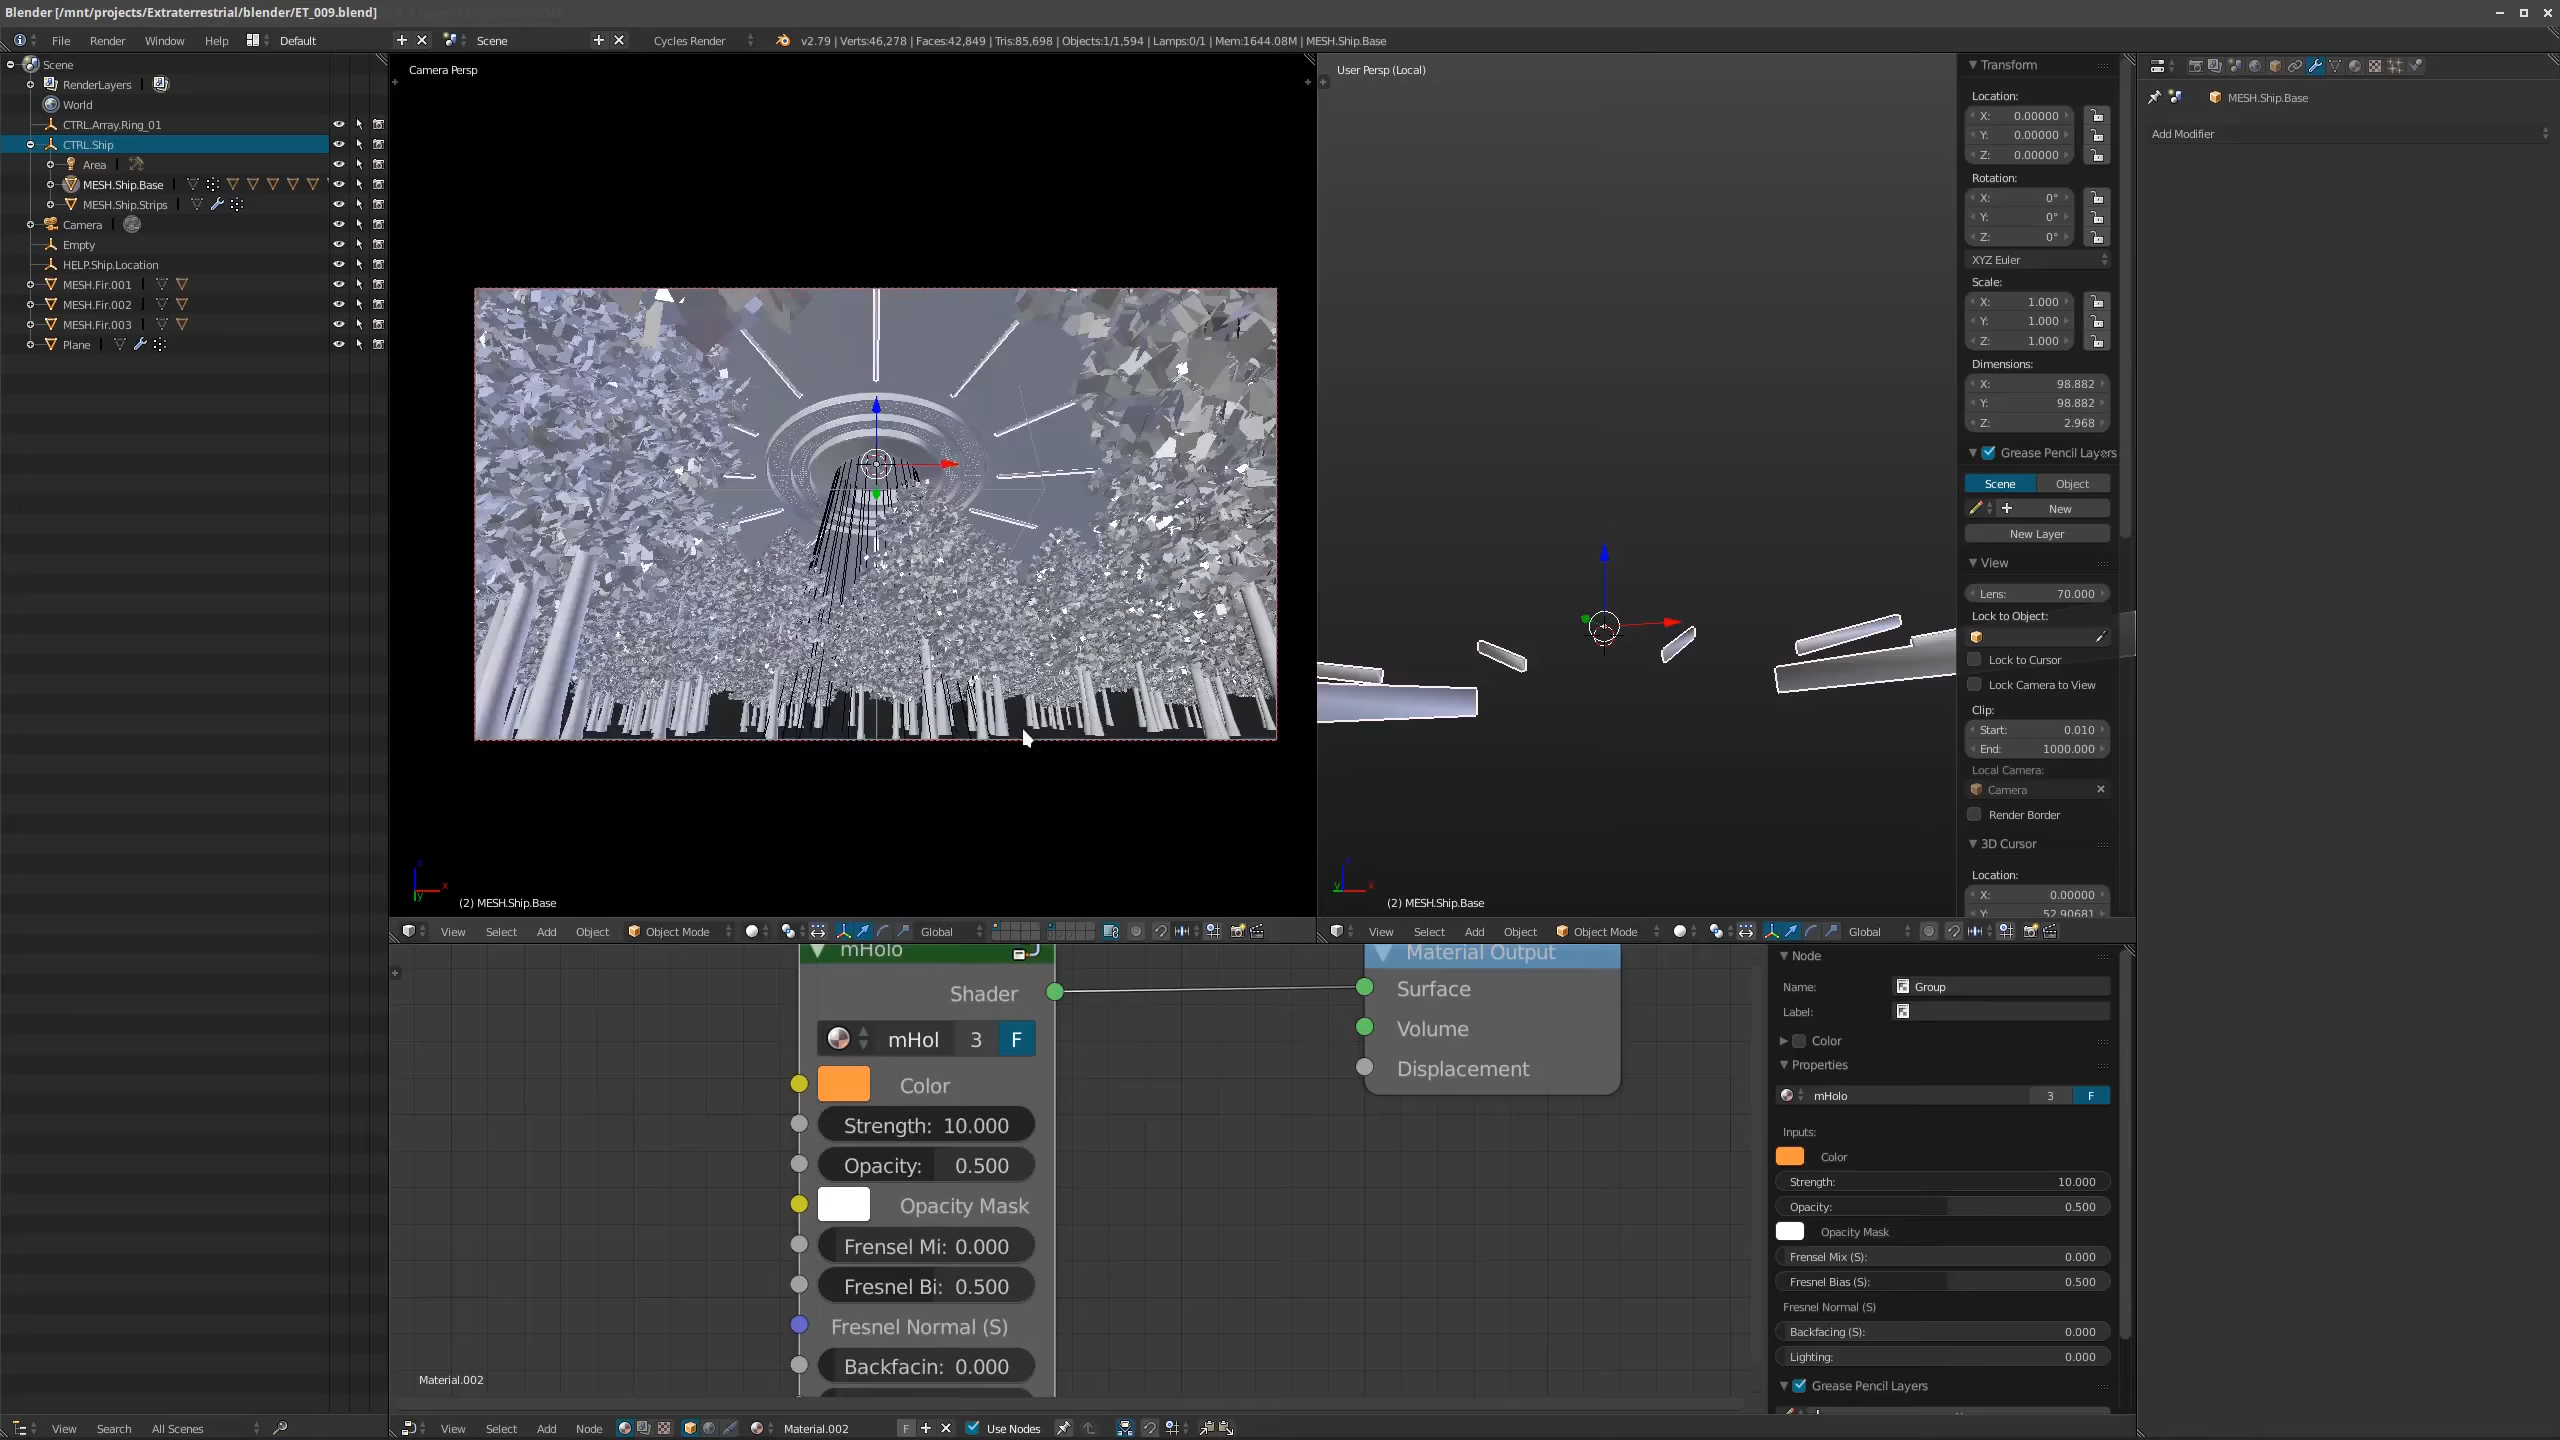 Blender [/mnt/projects/Extraterrestrial/blender/ET_009.blend]
File Render Window Help Default Scene Cycles Render v2.79 | Verts:46,278 | Faces:42,849 | Tris:85,698 | Objects:1/1,594 | Lamps:0/1 | Mem:1644.08M | MESH.Ship.Base
Scene
RenderLayers
World
CTRL.Array.Ring_01
CTRL.Ship
Area
MESH.Ship.Base
MESH.Ship.Strips
Camera
Empty
HELP.Ship.Location
MESH.Fir.001
MESH.Fir.002
MESH.Fir.003
Plane
View Search All Scenes
Camera Persp
(2) MESH.Ship.Base
View Select Add Object Object Mode Global
User Persp (Local)
(2) MESH.Ship.Base
View Select Add Object Object Mode Global
Transform
Location:
X: 0.00000
Y: 0.00000
Z: 0.00000
Rotation:
X: 0°
Y: 0°
Z: 0°
XYZ Euler
Scale:
X: 1.000
Y: 1.000
Z: 1.000
Dimensions:
X: 98.882
Y: 98.882
Z: 2.968
Grease Pencil Layers
Scene Object
New
New Layer
View
Lens: 70.000
Lock to Object:
Lock to Cursor
Lock Camera to View
Clip:
Start: 0.010
End: 1000.000
Local Camera:
Camera
Render Border
3D Cursor
Location:
X: 0.00000
Y: 52.90681
MESH.Ship.Base
Add Modifier
mHolo
Shader
mHol 3 F
Color
Strength: 10.000
Opacity: 0.500
Opacity Mask
Frensel Mi: 0.000
Fresnel Bi: 0.500
Fresnel Normal (S)
Backfacin: 0.000
Material Output
Surface
Volume
Displacement
Material.002
View Select Add Node Material.002 F Use Nodes
Node
Name: Group
Label:
Color
Properties
mHolo 3 F
Inputs:
Color
Strength: 10.000
Opacity: 0.500
Opacity Mask
Frensel Mix (S): 0.000
Fresnel Bias (S): 0.500
Fresnel Normal (S)
Backfacing (S): 0.000
Lighting: 0.000
Grease Pencil Layers